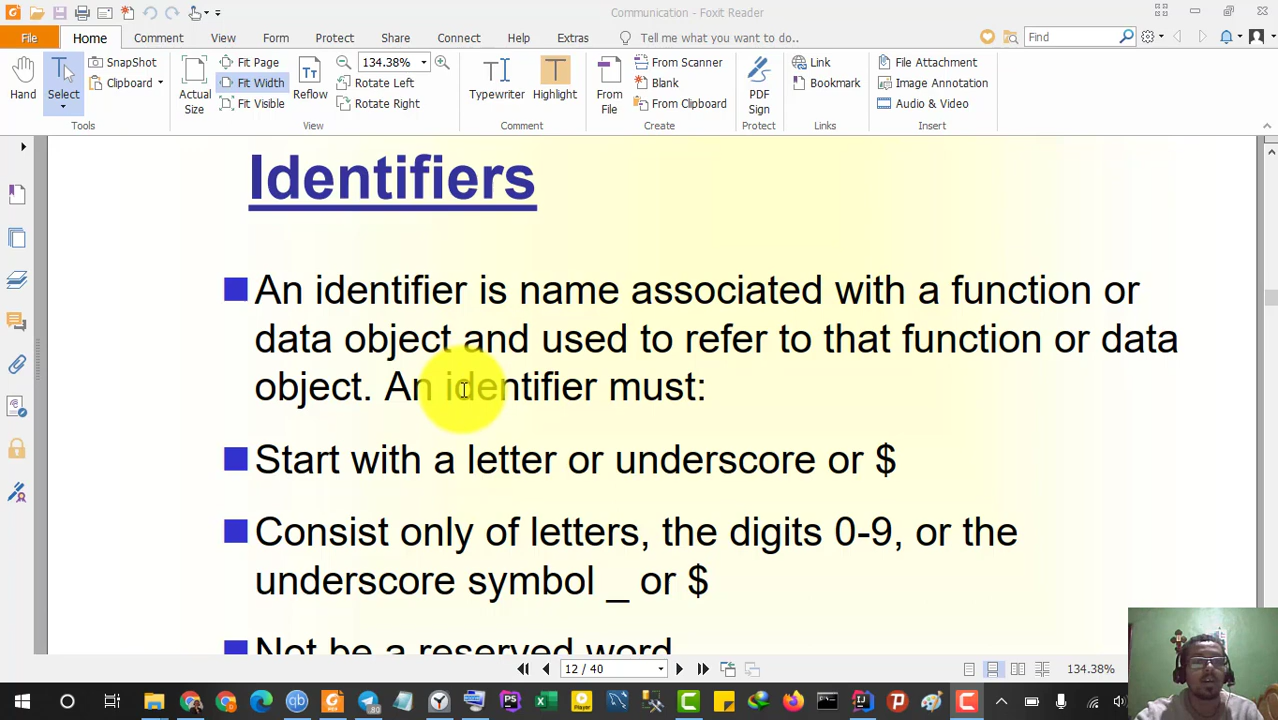 Communication - Foxit Reader
File Home Comment View Form Protect Share Connect Help Extras Tell me what you want to do.. Find
Hand
Select
SnapShot
Clipboard
Tools
Actual Size
Fit Page
Fit Width
Fit Visible
Reflow
134.38%
Rotate Left
Rotate Right
View
Typewriter
Highlight
Comment
From File
From Scanner
Blank
From Clipboard
Create
PDF Sign
Protect
Link
Bookmark
Links
File Attachment
Image Annotation
Audio & Video
Insert
Identifiers
An identifier is name associated with a function or
data object and used to refer to that function or data
object. An identifier must:
Start with a letter or underscore or $
Consist only of letters, the digits 0-9, or the
underscore symbol _ or $
Not be a reserved word
12 / 40
134.38%